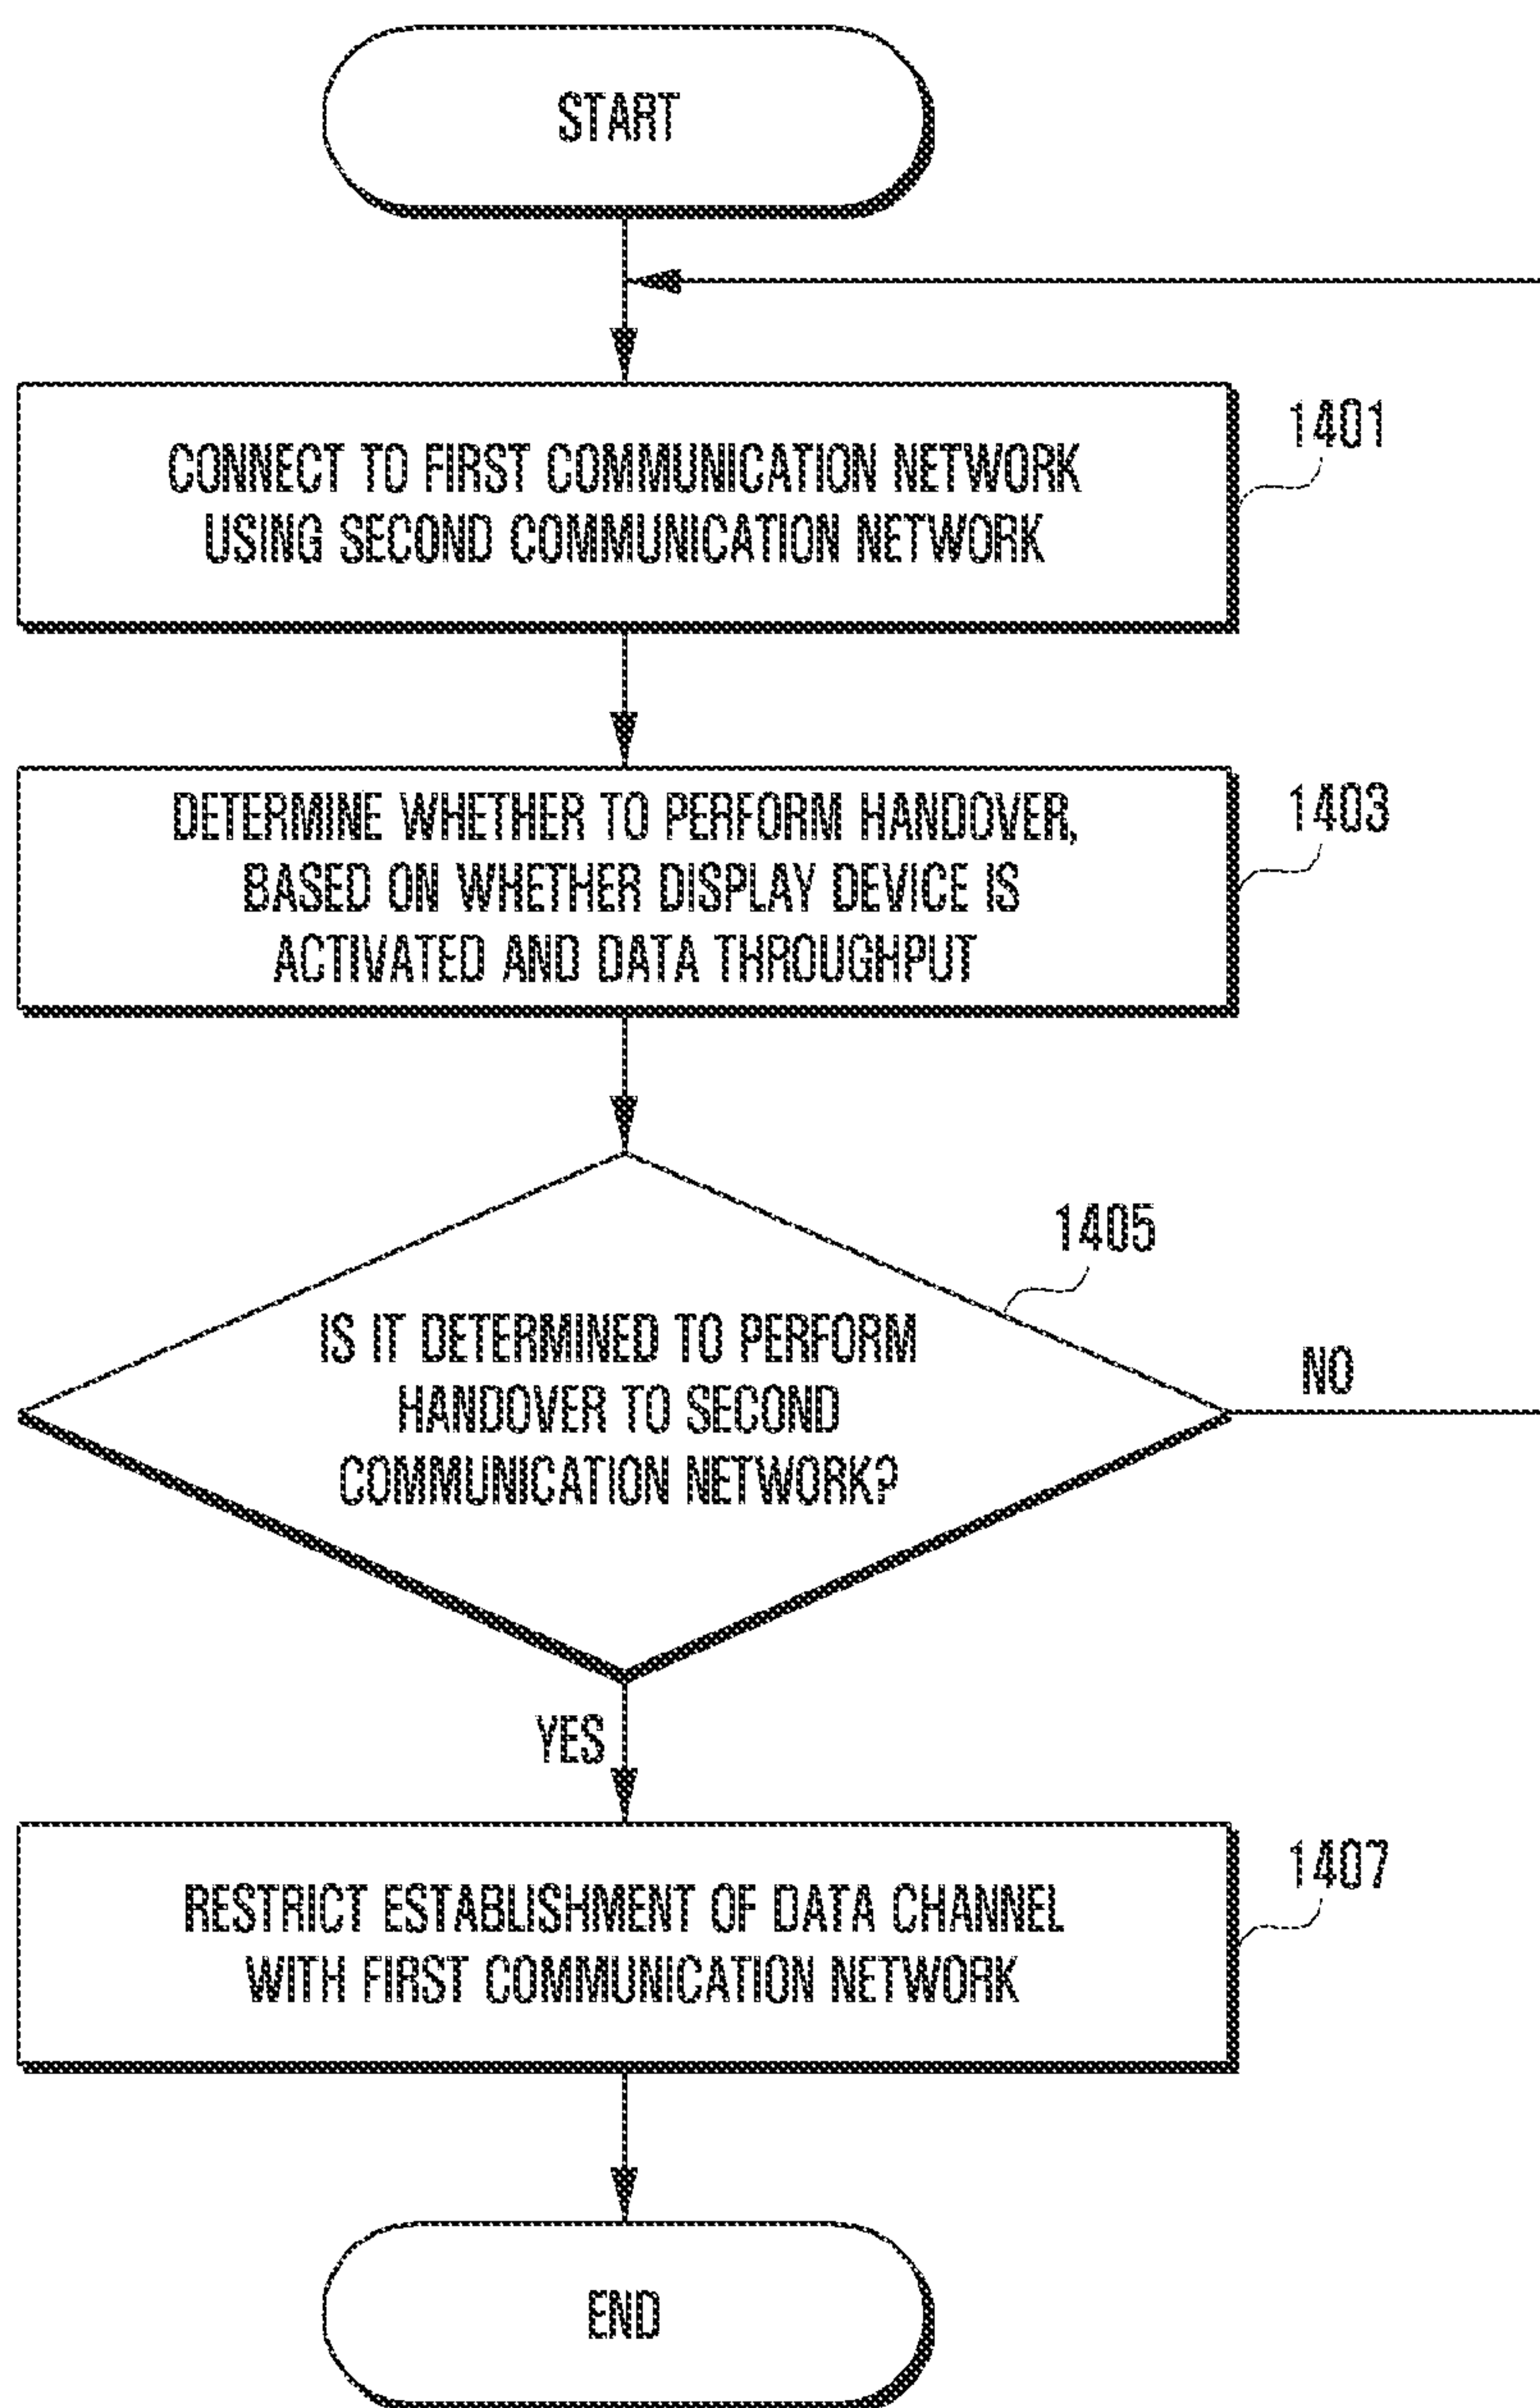 START
CONNECT TO FIRST COMMUNICATION NETWORK
USING SECOND COMMUNICATION NETWORK
1401
DETERMINE WHETHER TO PERFORM HANDOVER,
BASED ON WHETHER DISPLAY DEVICE IS
ACTIVATED AND DATA THROUGHPUT
1403
1405
IS IT DETERMINED TO PERFORM
HANDOVER TO SECOND
COMMUNICATION NETWORK?
NO
YES
RESTRICT ESTABLISHMENT OF DATA CHANNEL
WITH FIRST COMMUNICATION NETWORK
1407
END